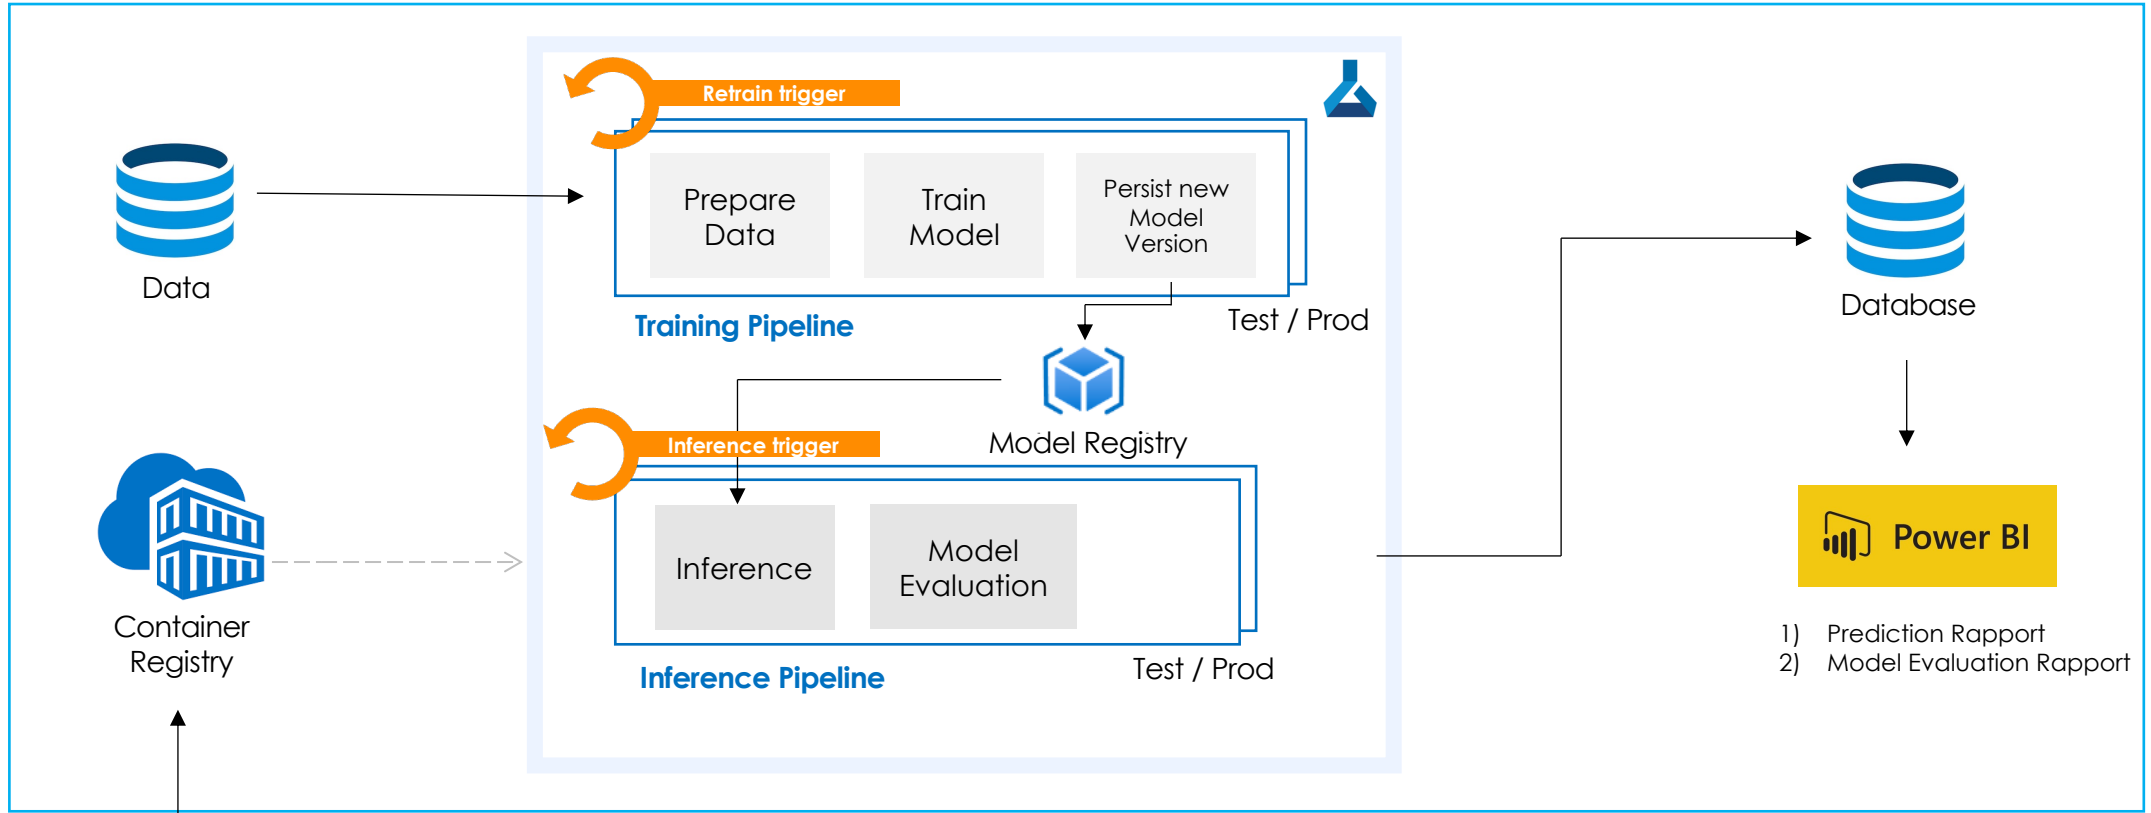 Retrain trigger
Prepare
Data
Train
Model
Persist new
Model
Version
Data
Training Pipeline
Test / Prod
Database
Model Registry
Inference trigger
Inference
Model
Evaluation
Power BI
Container
Registry
Inference Pipeline
Test / Prod
1) Prediction Rapport
2) Model Evaluation Rapport